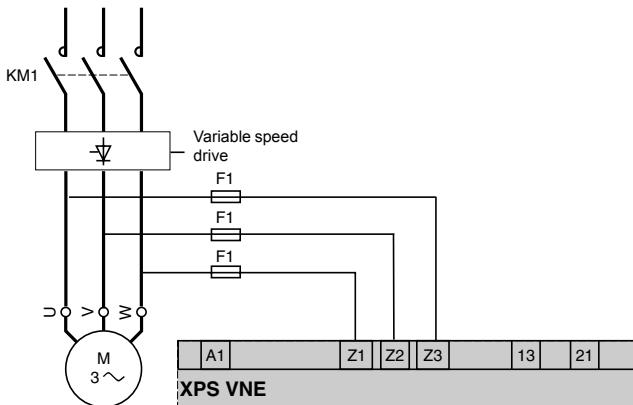 KM1
Variable speed
drive
F1
F1
F1
U V W
M
3
A1 Z1 Z2 Z3 13 21
XPS VNE